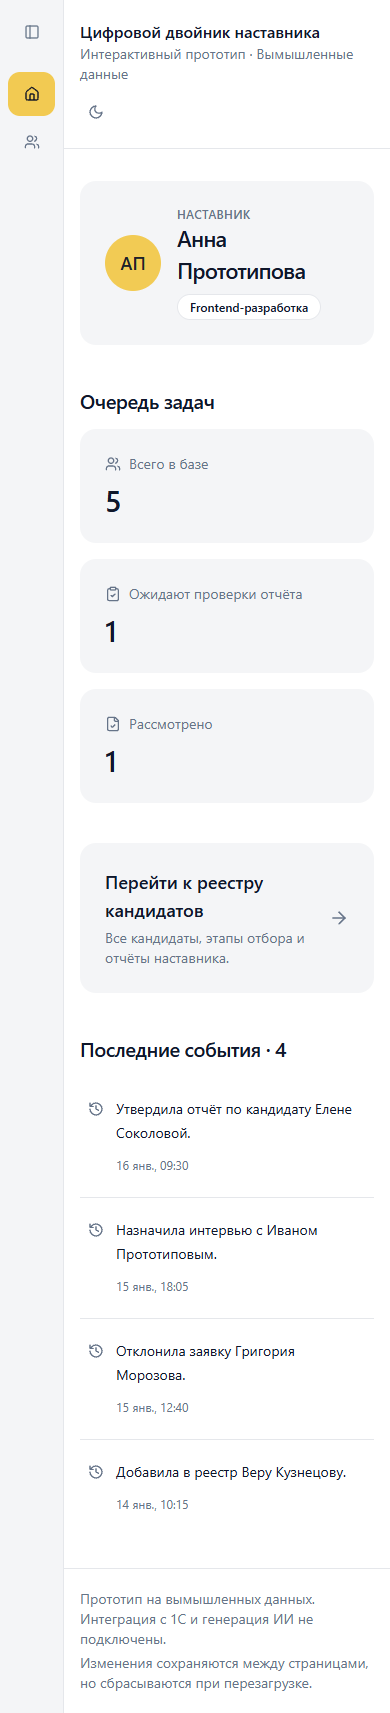 Цифровой двойник наставника
Интерактивный прототип · Вымышленные
данные
НАСТАВНИК
АП
Анна
Прототипова
Frontend-разработка
Очередь задач
Всего в базе
5
Ожидают проверки отчёта
1
Рассмотрено
1
Перейти к реестру
кандидатов
Все кандидаты, этапы отбора и
отчёты наставника.
Последние события · 4
Утвердила отчёт по кандидату Елене
Соколовой.
16 янв., 09:30
Назначила интервью с Иваном
Прототиповым.
15 янв., 18:05
Отклонила заявку Григория
Морозова.
15 янв., 12:40
Добавила в реестр Веру Кузнецову.
14 янв., 10:15
Прототип на вымышленных данных.
Интеграция с 1С и генерация ИИ не
подключены.
Изменения сохраняются между страницами,
но сбрасываются при перезагрузке.